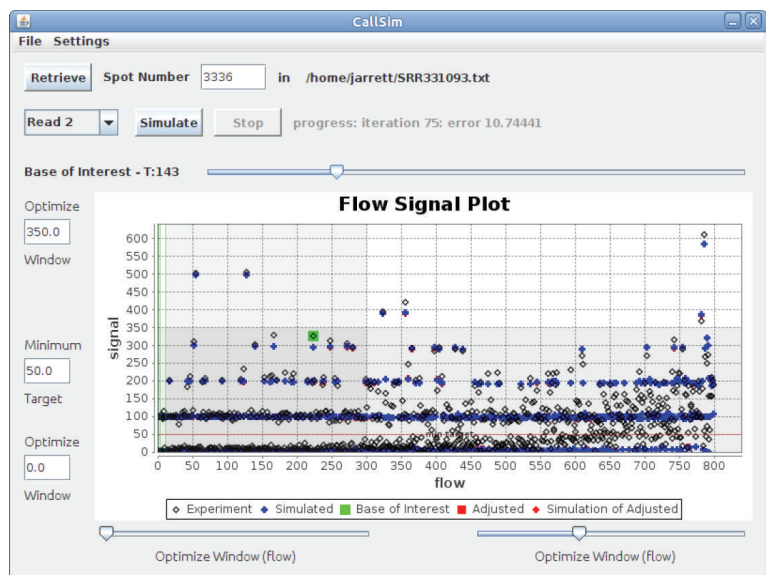 CallSim
File Settings
Retrieve Spot Number 3336 in /home/jarrett/SRR331093.txt
Read 2 Simulate Stop progress: iteration 75: error 10.74441
Base of Interest - T:143
Optimize
350.0
Window
Minimum
50.0
Target
Optimize
0.0
Window
Flow Signal Plot
signal
600
550
500
450
400
350
300
250
200
150
100
50
0
0 50 100 150 200 250 300 350 400 450 500 550 600 650 700 750 800
flow
Experiment Simulated Base of Interest Adjusted Simulation of Adjusted
Optimize Window (flow) Optimize Window (flow)